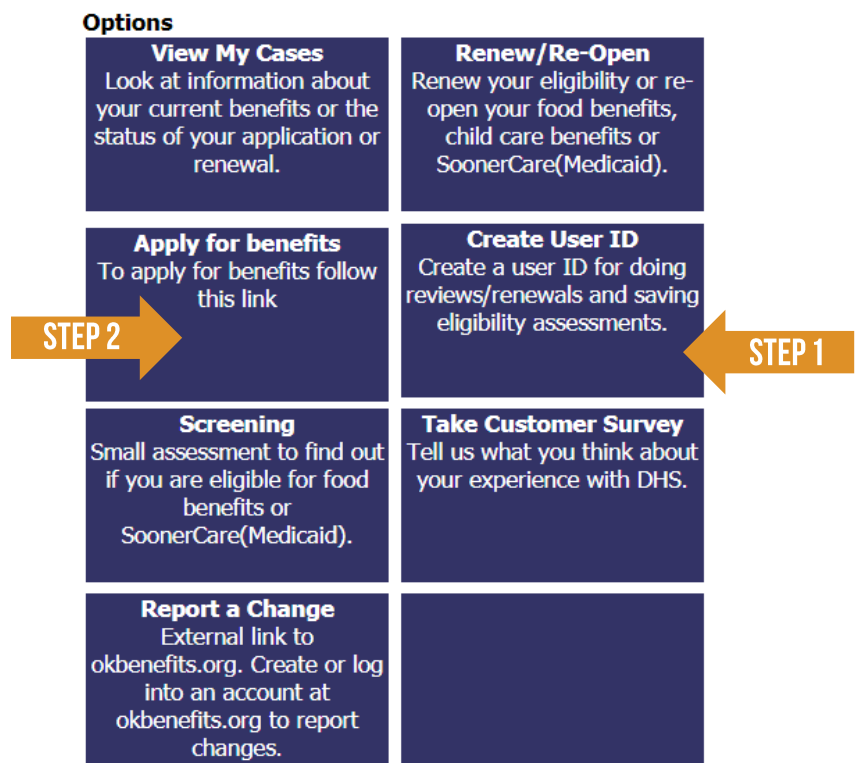 Options
View My Cases
Look at information about
your current benefits or the
status of your application or
renewal.
Renew/Re-Open
Renew your eligibility or re-
open your food benefits,
child care benefits or
SoonerCare(Medicaid).
Apply for benefits
To apply for benefits follow
this link
STEP 2
Create User ID
Create a user ID for doing
reviews/renewals and saving
eligibility assessments.
STEP 1
Screening
Small assessment to find out
if you are eligible for food
benefits or
SoonerCare(Medicaid).
Take Customer Survey
Tell us what you think about
your experience with DHS.
Report a Change
External link to
okbenefits.org. Create or log
into an account at
okbenefits.org to report
changes.